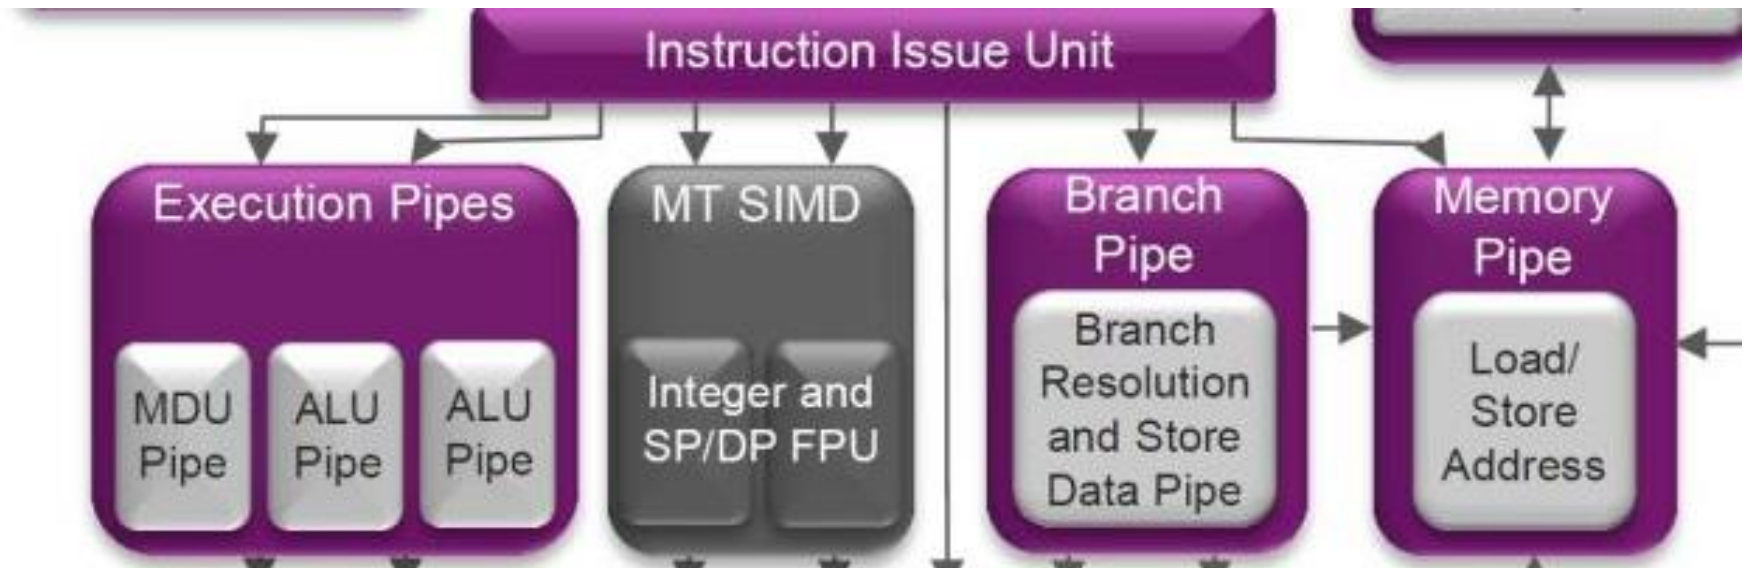 Instruction Issue Unit
Execution Pipes
MDU
Pipe
ALU
Pipe
ALU
Pipe
MT SIMD
Integer and
SP/DP FPU
Branch
Pipe
Branch
Resolution
and Store
Data Pipe
Memory
Pipe
Load/
Store
Address